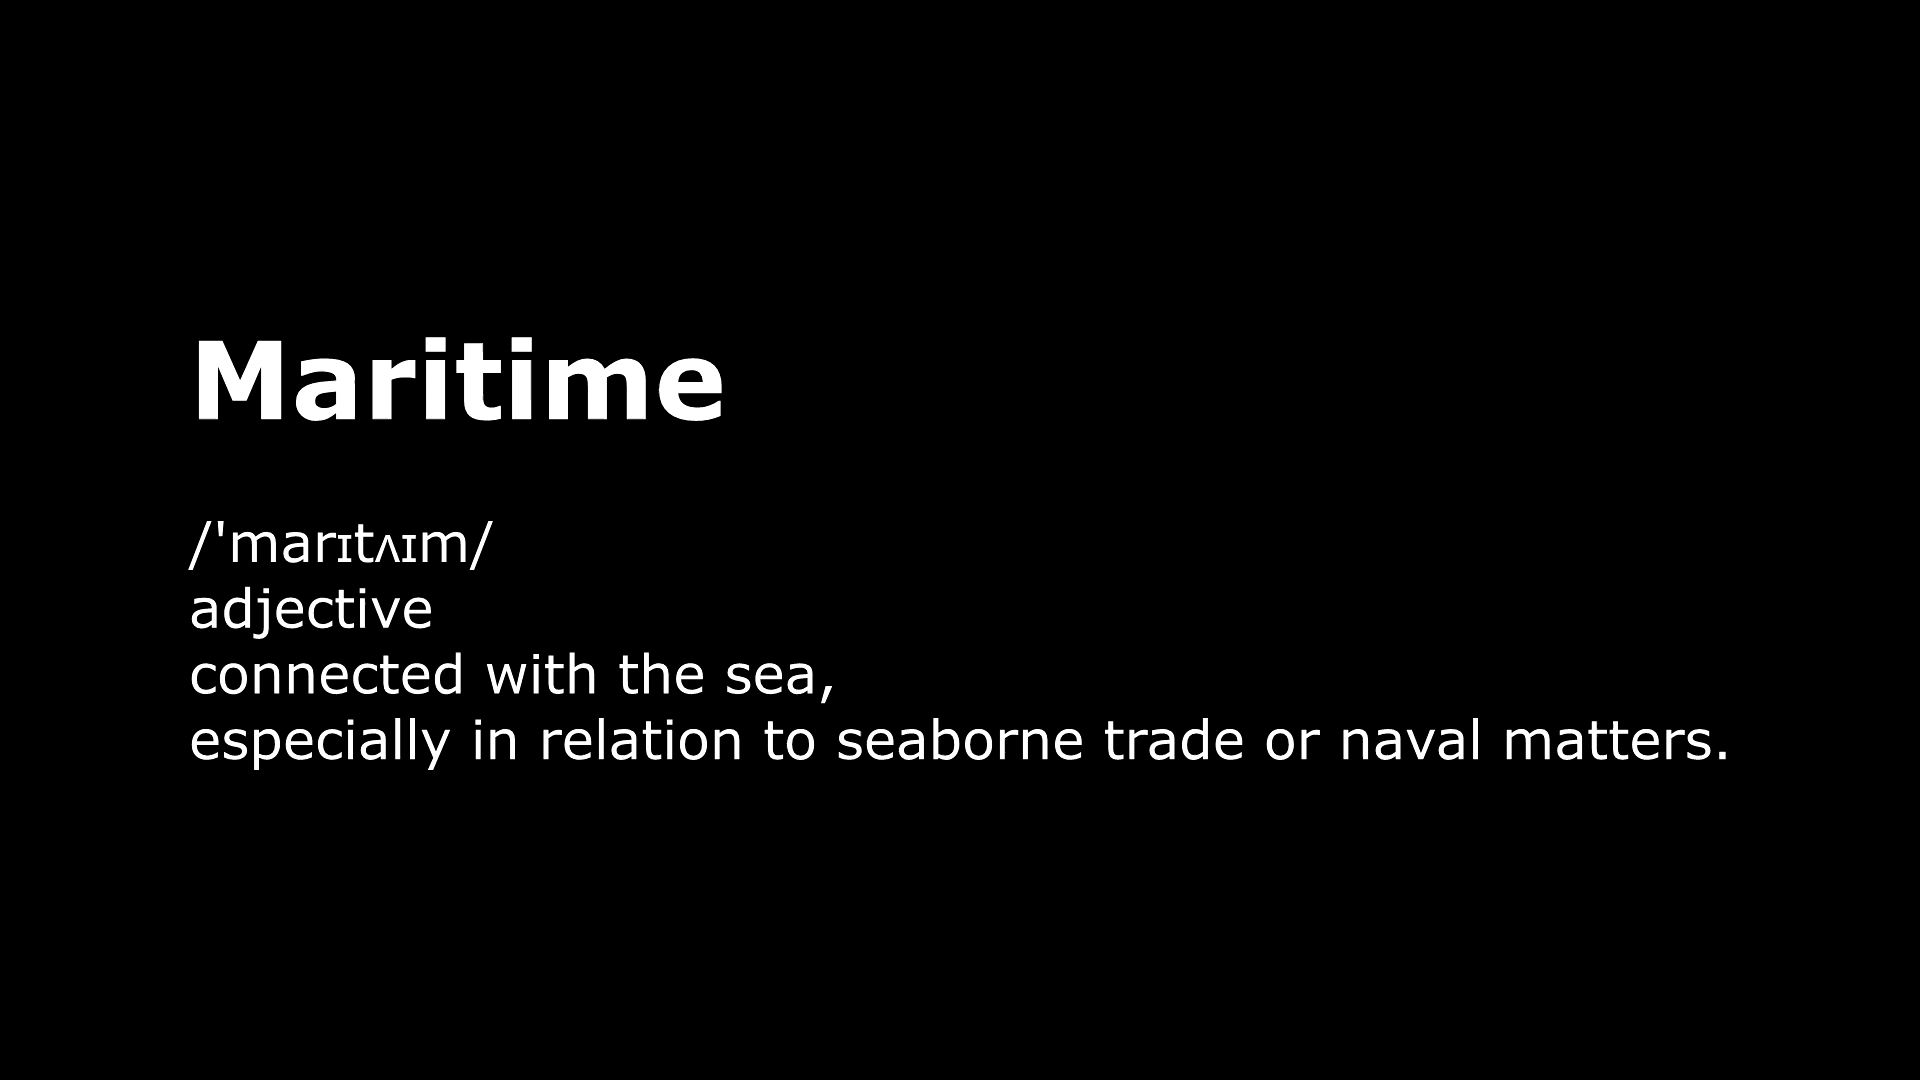 Maritime
/'marɪtʌɪm/
adjective
connected with the sea,
especially in relation to seaborne trade or naval matters.